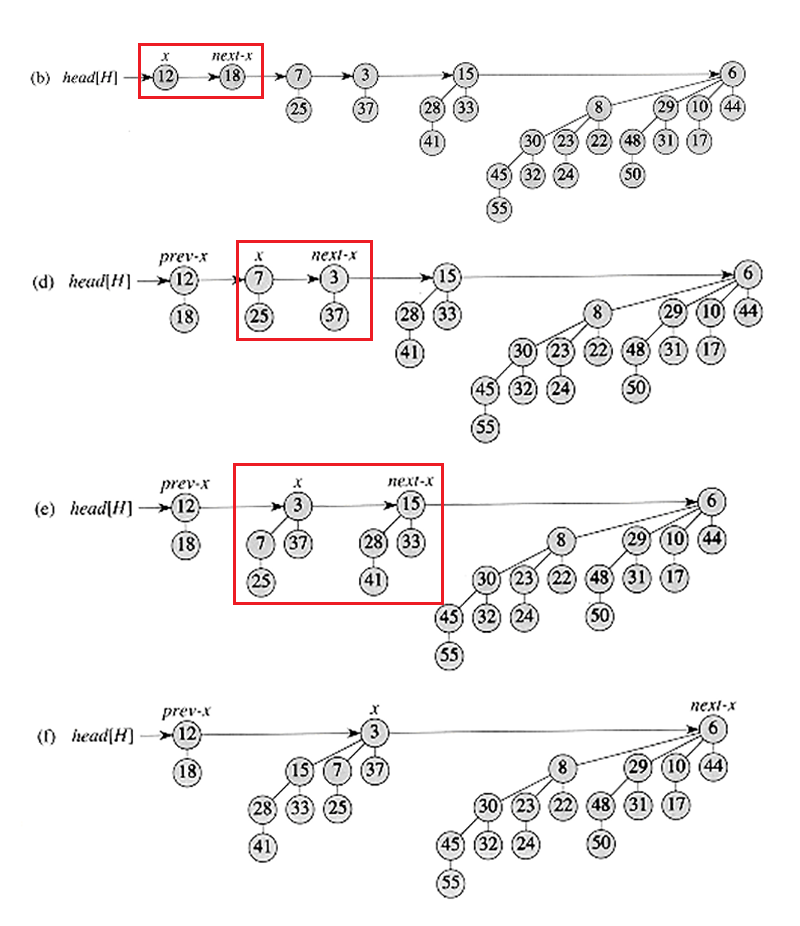 x next-x
(b) head[H] 12 18 7 3 15 6
25 37 28 33 8 29 10 44
41 30 23 22 48 31 17
45 32 24 50
55
prev-x x next-x
(d) head[H] 12 7 3 15 6
18 25 37 28 33 8 29 10 44
41 30 23 22 48 31 17
45 32 24 50
55
prev-x x next-x
(e) head[H] 12 3 15 6
18 7 37 28 33 8 29 10 44
25 41 30 23 22 48 31 17
45 32 24 50
55
prev-x x next-x
(f) head[H] 12 3 6
18 15 7 37 8 29 10 44
28 33 25 30 23 22 48 31 17
41 45 32 24 50
55